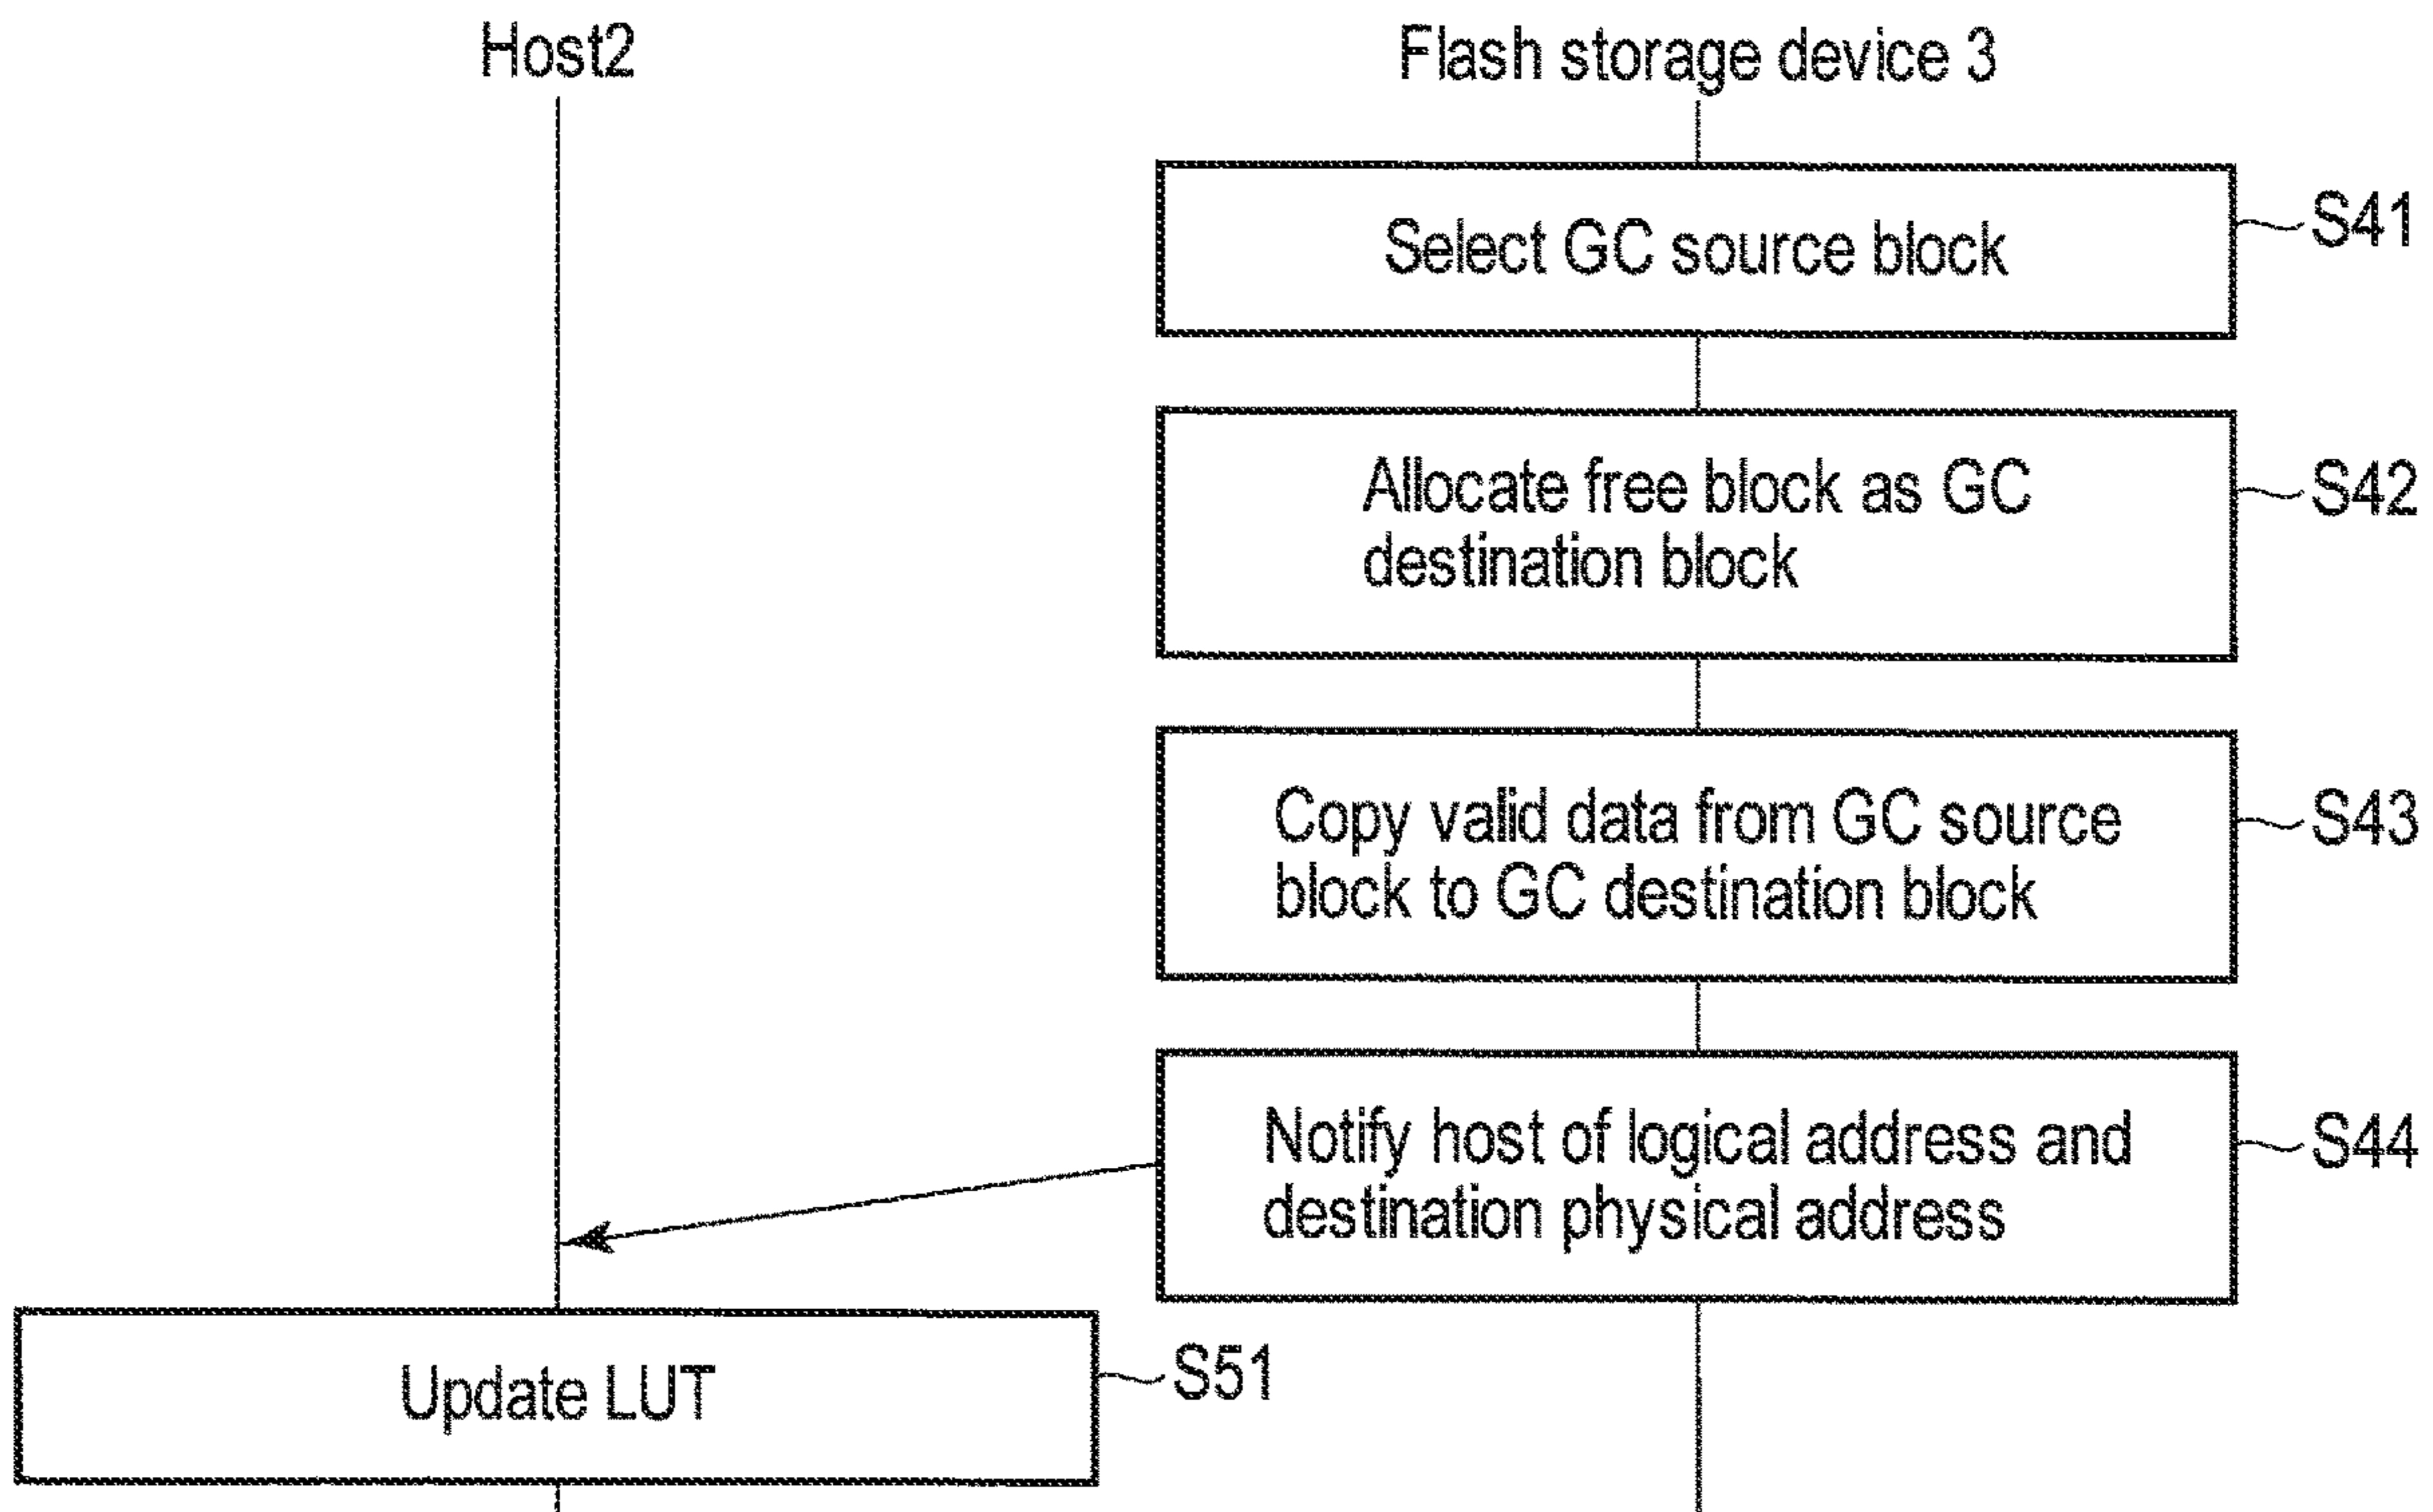 Host2
Flash storage device 3
Select GC source block
S41
Allocate free block as GC
destination block
S42
Copy valid data from GC source
block to GC destination block
S43
Notify host of logical address and
destination physical address
S44
Update LUT
S51